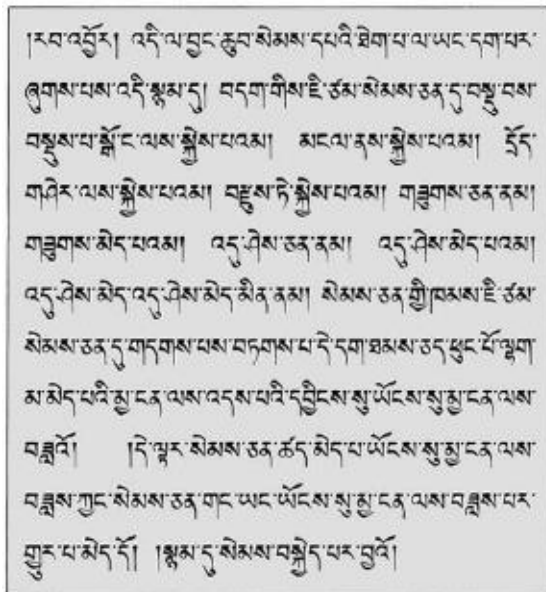 །རབ་འབྱོར། འདི་ལ་བྱང་ཆུབ་སེམས་དཔའི་ཐེག་པ་ལ་ཡང་དག་པར་
ཞུགས་པས་འདི་སྙམ་དུ། བདག་གིས་ཇི་ཙམ་སེམས་ཅན་དུ་བསྡུ་བས་
བསྡུས་པ་སྒོ་ང་ལས་སྐྱེས་པའམ། མངལ་ནས་སྐྱེས་པའམ། དྲོད་
གཤེར་ལས་སྐྱེས་པའམ། བརྫུས་ཏེ་སྐྱེས་པའམ། གཟུགས་ཅན་ནམ།
གཟུགས་མེད་པའམ། འདུ་ཤེས་ཅན་ནམ། འདུ་ཤེས་མེད་པའམ།
འདུ་ཤེས་མེད་འདུ་ཤེས་མེད་མིན་ནམ། སེམས་ཅན་གྱི་ཁམས་ཇི་ཙམ་
སེམས་ཅན་དུ་གདགས་པས་བཏགས་པ་དེ་དག་ཐམས་ཅད་ཕུང་པོ་ལྷག་
མ་མེད་པའི་མྱ་ངན་ལས་འདས་པའི་དབྱིངས་སུ་ཡོངས་སུ་མྱ་ངན་ལས་
བཟླའོ། །དེ་ལྟར་སེམས་ཅན་ཚད་མེད་པ་ཡོངས་སུ་མྱ་ངན་ལས་
བཟླས་ཀྱང་སེམས་ཅན་གང་ཡང་ཡོངས་སུ་མྱ་ངན་ལས་བཟླས་པར་
གྱུར་པ་མེད་དོ། །སྙམ་དུ་སེམས་བསྐྱེད་པར་བྱའོ།